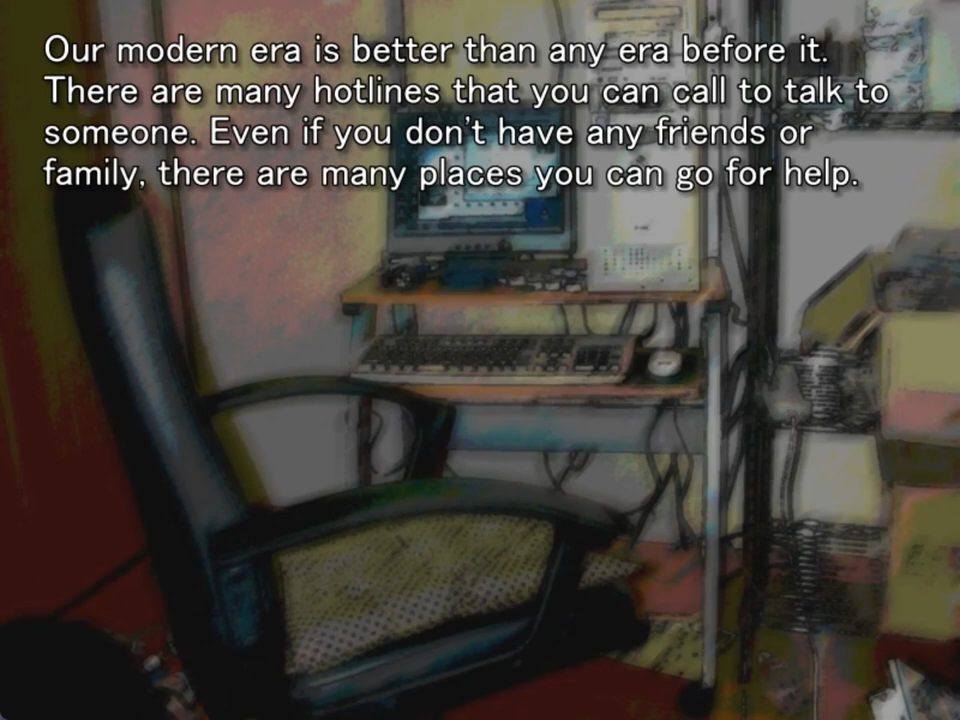 Our modern era is better than any era before it.
There are many hotlines that you can call to talk to
someone. Even if you don't have any friends or
family, there are many places you can go for help.